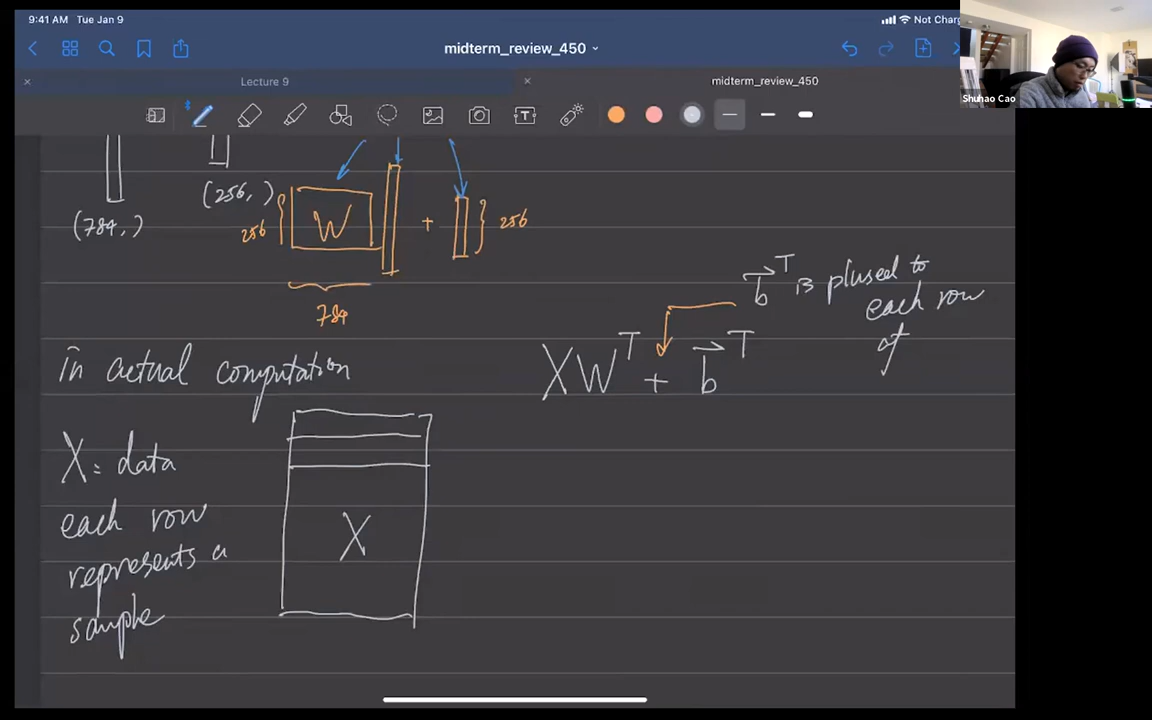 9:41 AM Tue Jan 9
Not Charg
midterm_review_450
Shuhao Cao
Lecture 9
midterm_review_450
(784, )
(256, )
256
W
+
256
784
b^T is plused to
each row
of
in actual computation
XW^T + b^T
X = data
each row
represents a
sample
X